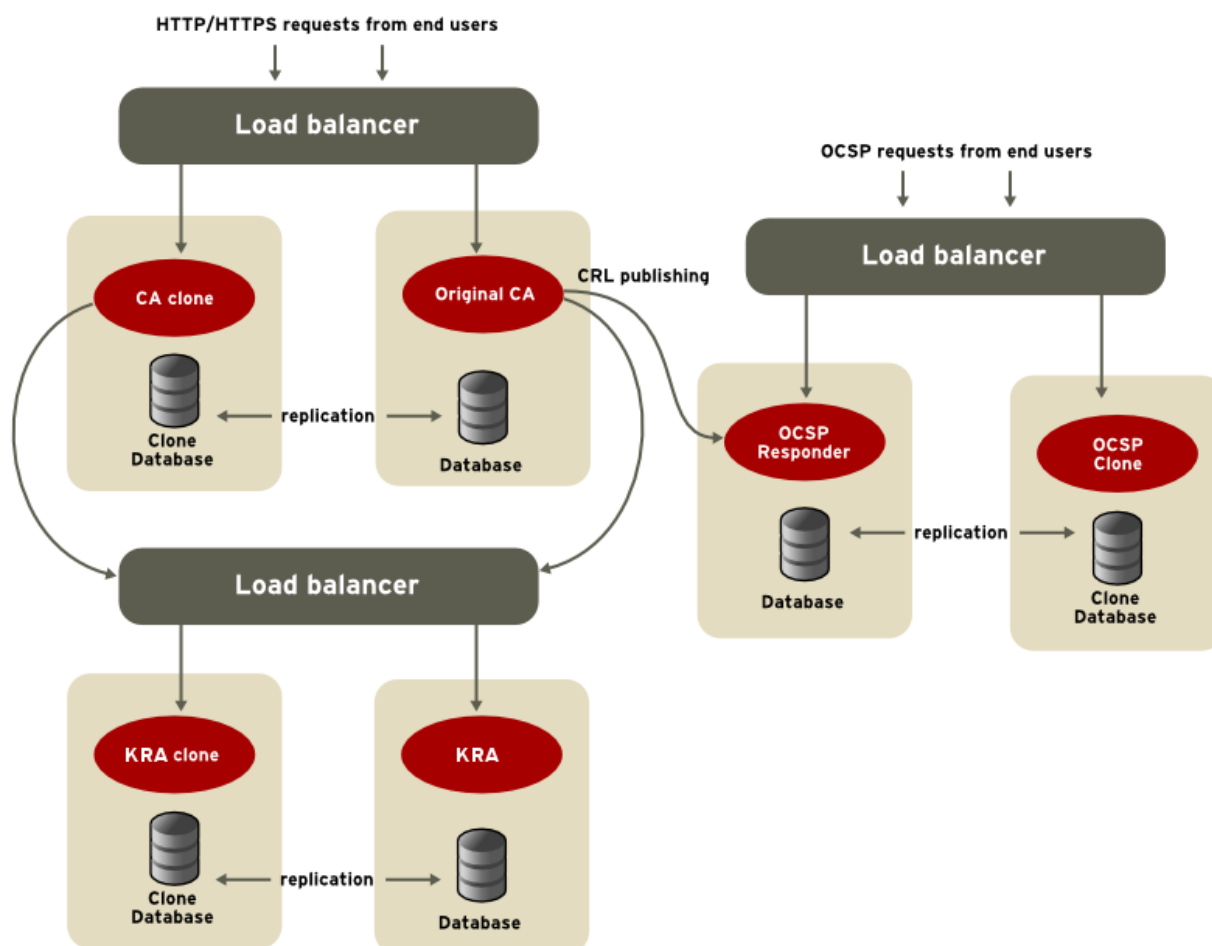 HTTP/HTTPS requests from end users
Load balancer
OCSP requests from end users
Load balancer
CA clone
Original CA
CRL publishing
Clone
Database
replication
Database
OCSP
Responder
OCSP
Clone
Database
replication
Clone
Database
Load balancer
KRA clone
KRA
Clone
Database
replication
Database